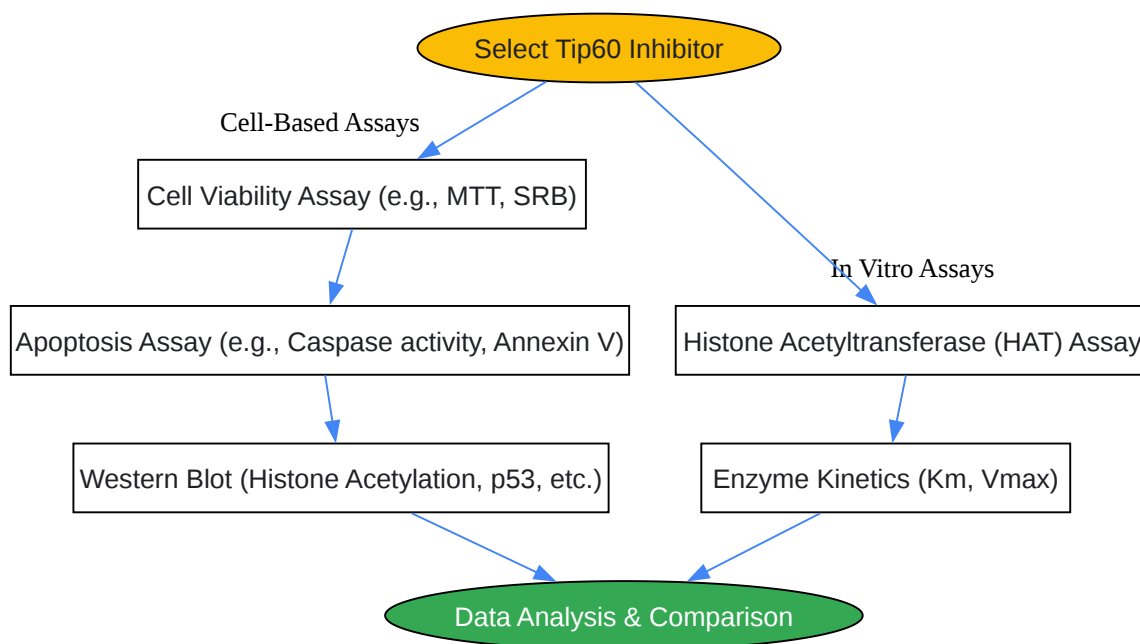 Select Tip60 Inhibitor
Cell-Based Assays
Cell Viability Assay (e.g., MTT, SRB)
In Vitro Assays
Apoptosis Assay (e.g., Caspase activity, Annexin V)
Histone Acetyltransferase (HAT) Assay
Western Blot (Histone Acetylation, p53, etc.)
Enzyme Kinetics (Km, Vmax)
Data Analysis & Comparison